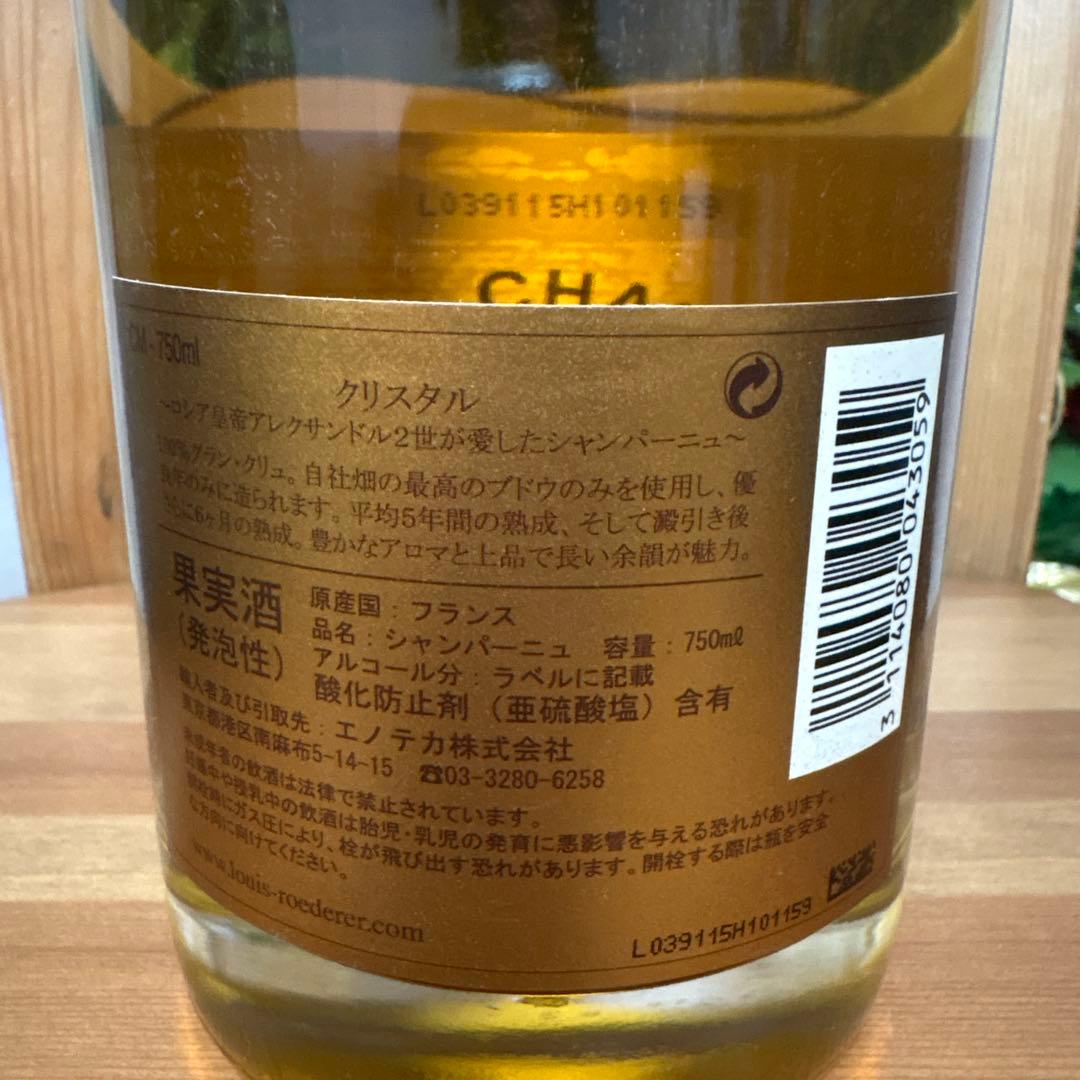 L039115H101159
CHA
CM - 750ml
クリスタル
～ロシア皇帝アレクサンドル2世が愛したシャンパーニュ～
100%グラン・クリュ。自社畑の最高のブドウのみを使用し、優
良年のみに造られます。平均5年間の熟成、そして澱引き後
さらに6ヶ月の熟成。豊かなアロマと上品で長い余韻が魅力。
果実酒
(発泡性)
原産国：フランス
品名：シャンパーニュ 容量：750mℓ
アルコール分：ラベルに記載
酸化防止剤（亜硫酸塩）含有
輸入者及び引取先：エノテカ株式会社
東京都港区南麻布5-14-15 ☎03-3280-6258
未成年者の飲酒は法律で禁止されています。
妊娠中や授乳中の飲酒は胎児・乳児の発育に悪影響を与える恐れがあります。
開栓時にガス圧により、栓が飛び出す恐れがあります。開栓する際は瓶を安全
な方向に向けてください。
www.louis-roederer.com
L039115H101159
3 114080 043059